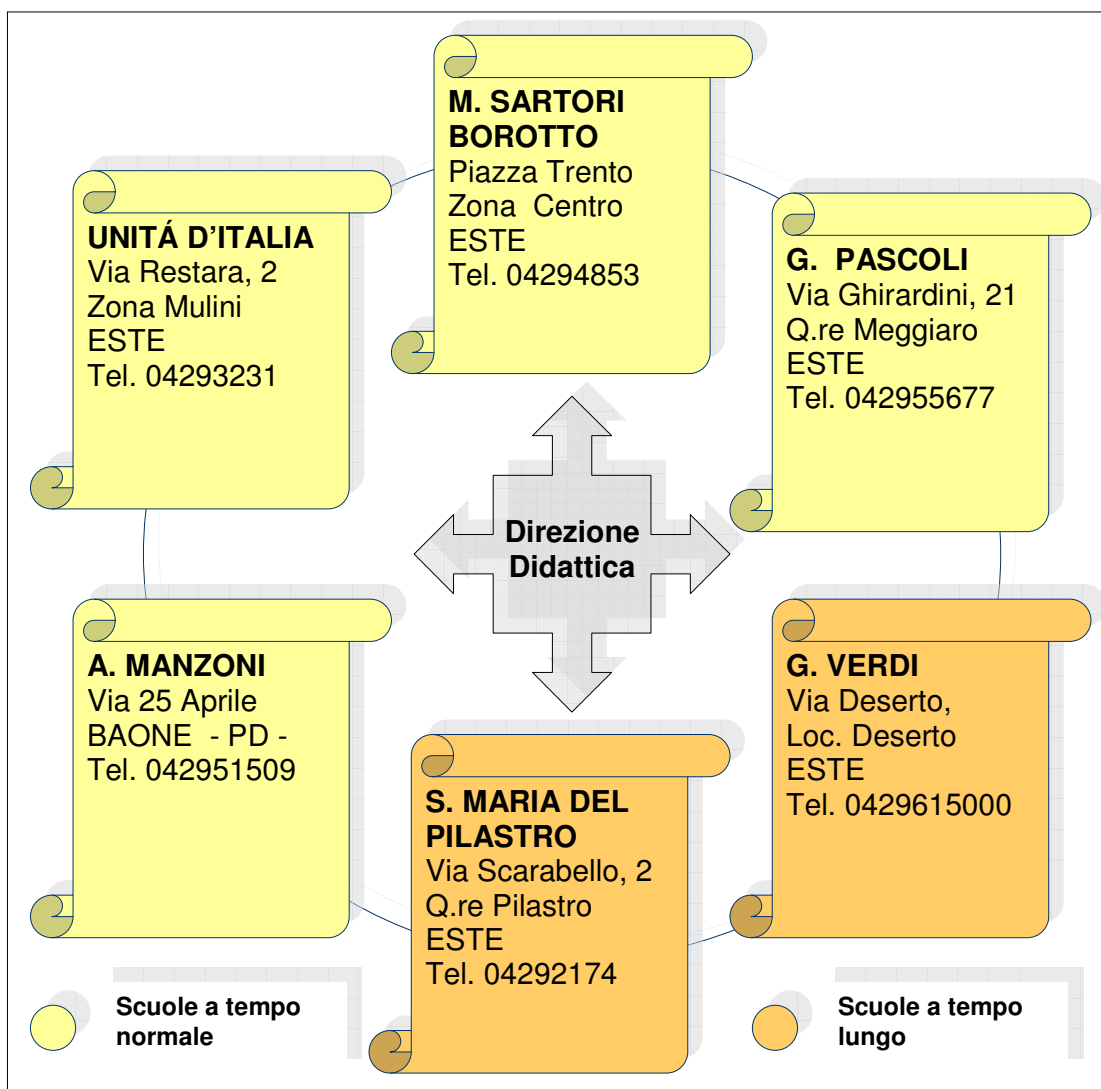 M. SARTORI
BOROTTO
Piazza Trento
Zona Centro
ESTE
Tel. 04294853
UNITÁ D'ITALIA
Via Restara, 2
Zona Mulini
ESTE
Tel. 04293231
G. PASCOLI
Via Ghirardini, 21
Q.re Meggiaro
ESTE
Tel. 042955677
Direzione
Didattica
A. MANZONI
Via 25 Aprile
BAONE - PD -
Tel. 042951509
S. MARIA DEL
PILASTRO
Via Scarabello, 2
Q.re Pilastro
ESTE
Tel. 04292174
G. VERDI
Via Deserto,
Loc. Deserto
ESTE
Tel. 0429615000
Scuole a tempo
normale
Scuole a tempo
lungo